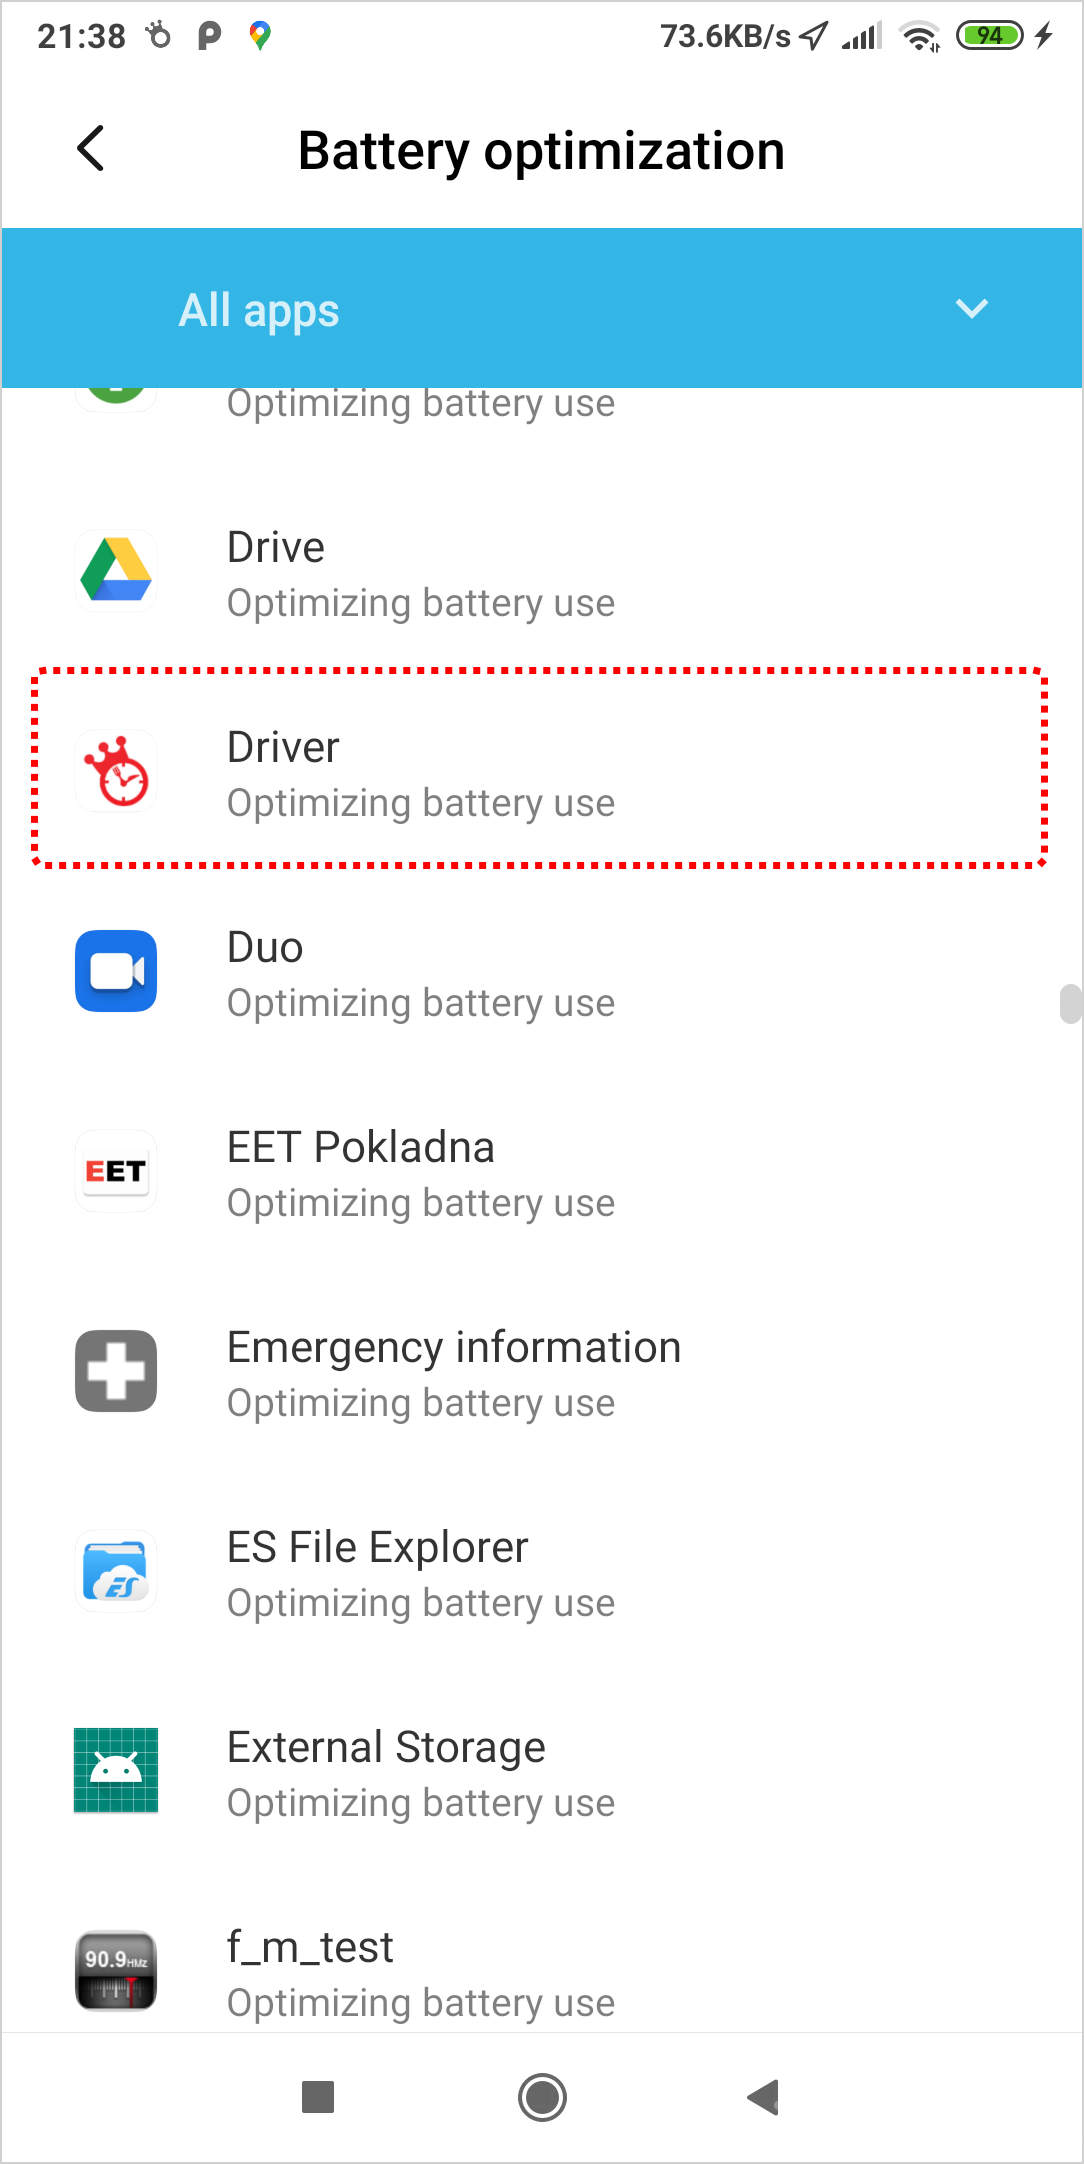 21:38 P 73.6KB/s 94
Battery optimization
All apps
Optimizing battery use
Drive
Optimizing battery use
Driver
Optimizing battery use
Duo
Optimizing battery use
EET Pokladna
EET
Optimizing battery use
Emergency information
Optimizing battery use
ES File Explorer
ES
Optimizing battery use
External Storage
Optimizing battery use
f_m_test
90.9HMz
Optimizing battery use